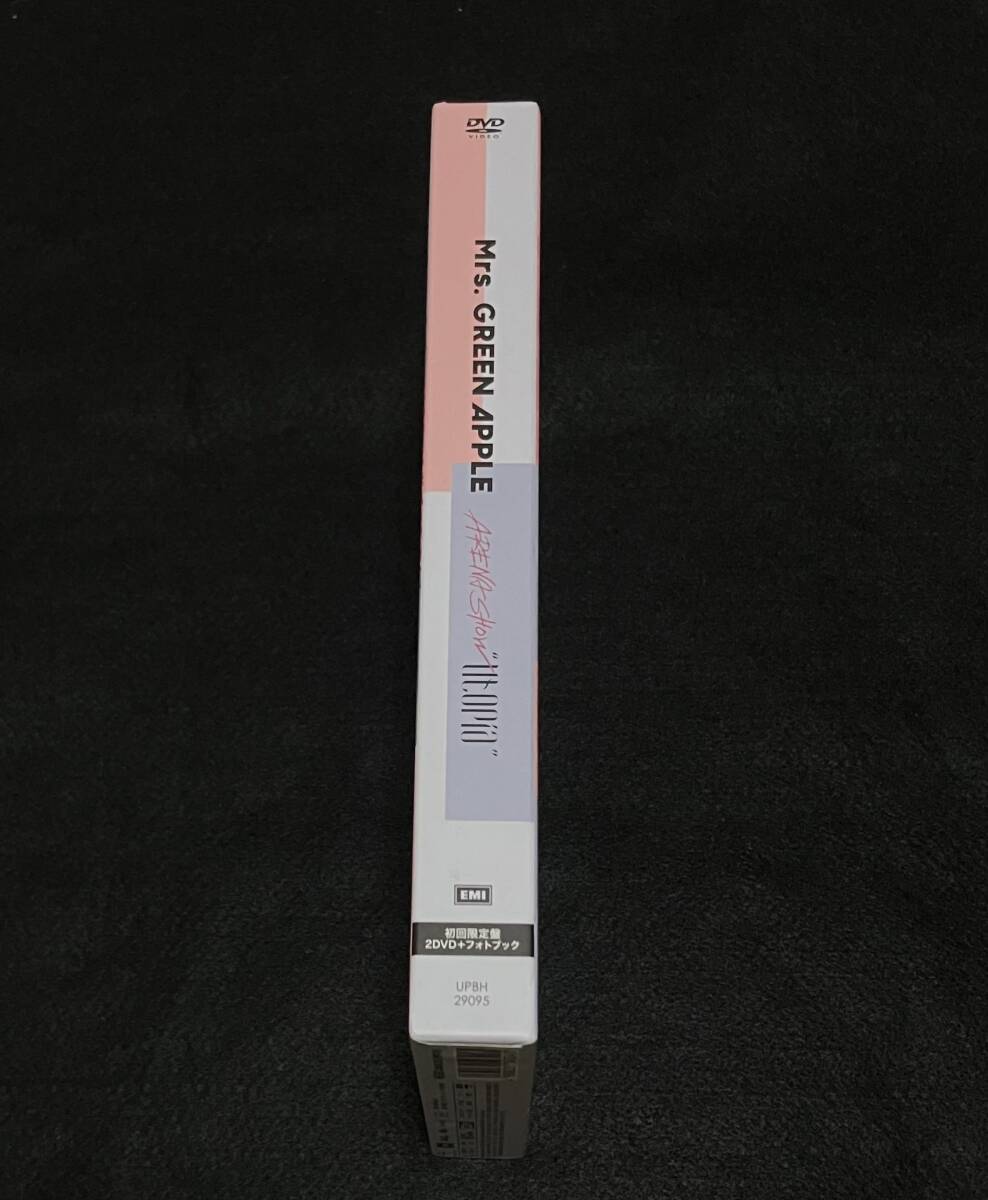 DVD
VIDEO
Mrs. GREEN APPLE
ARENA SHOW
"Utopia"
EMI
初回限定盤
2DVD+フォトブック
UPBH
29095